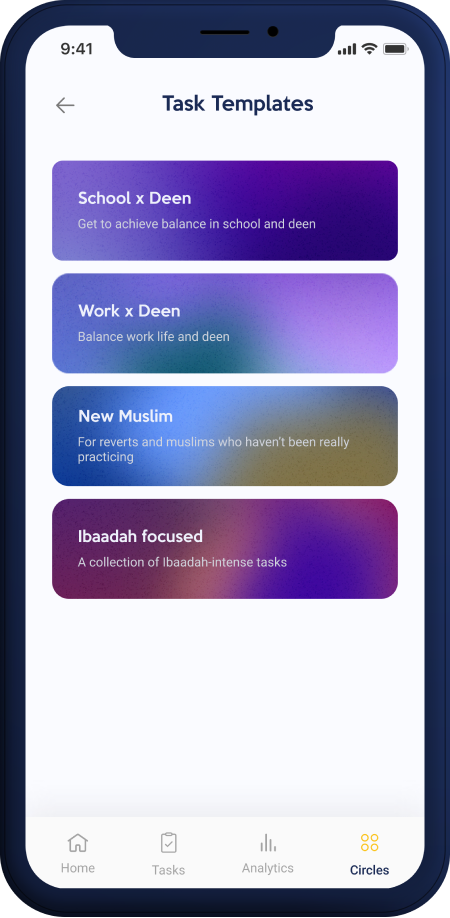 9:41
Task Templates
School x Deen
Get to achieve balance in school and deen
Work x Deen
Balance work life and deen
New Muslim
For reverts and muslims who haven't been really
practicing
Ibaadah focused
A collection of Ibaadah-intense tasks
Home Tasks Analytics Circles